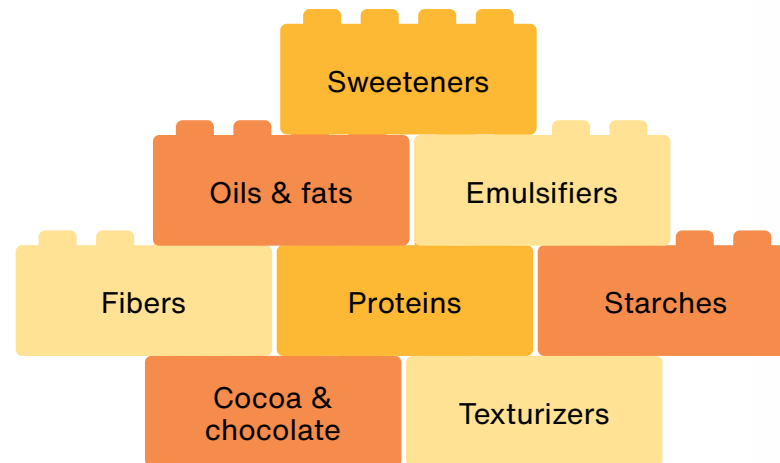 Sweeteners
Oils & fats
Emulsifiers
Fibers
Proteins
Starches
Cocoa &
chocolate
Texturizers